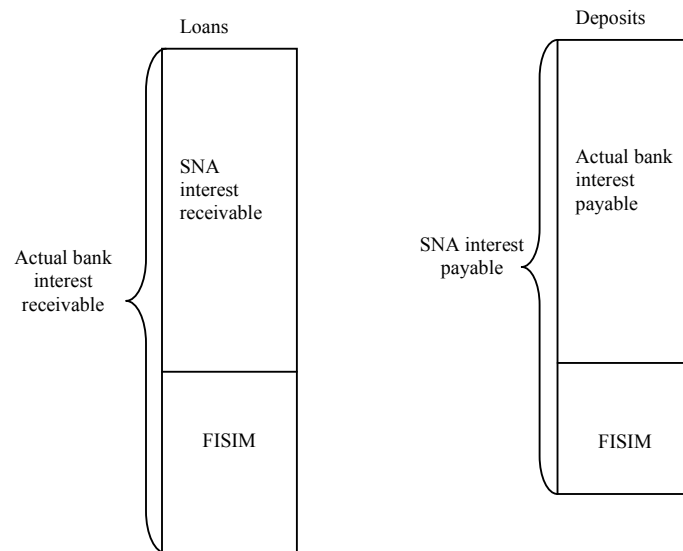 Loans
SNA
interest
receivable
Actual bank
interest
receivable
FISIM
Deposits
Actual bank
interest
payable
SNA interest
payable
FISIM